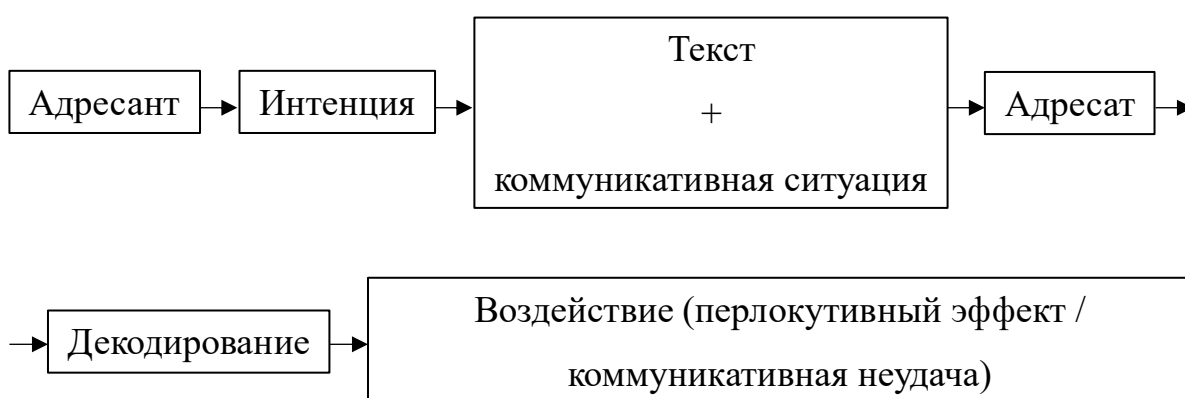 Адресант
Интенция
Текст
+
коммуникативная ситуация
Адресат
Декодирование
Воздействие (перлокутивный эффект /
коммуникативная неудача)